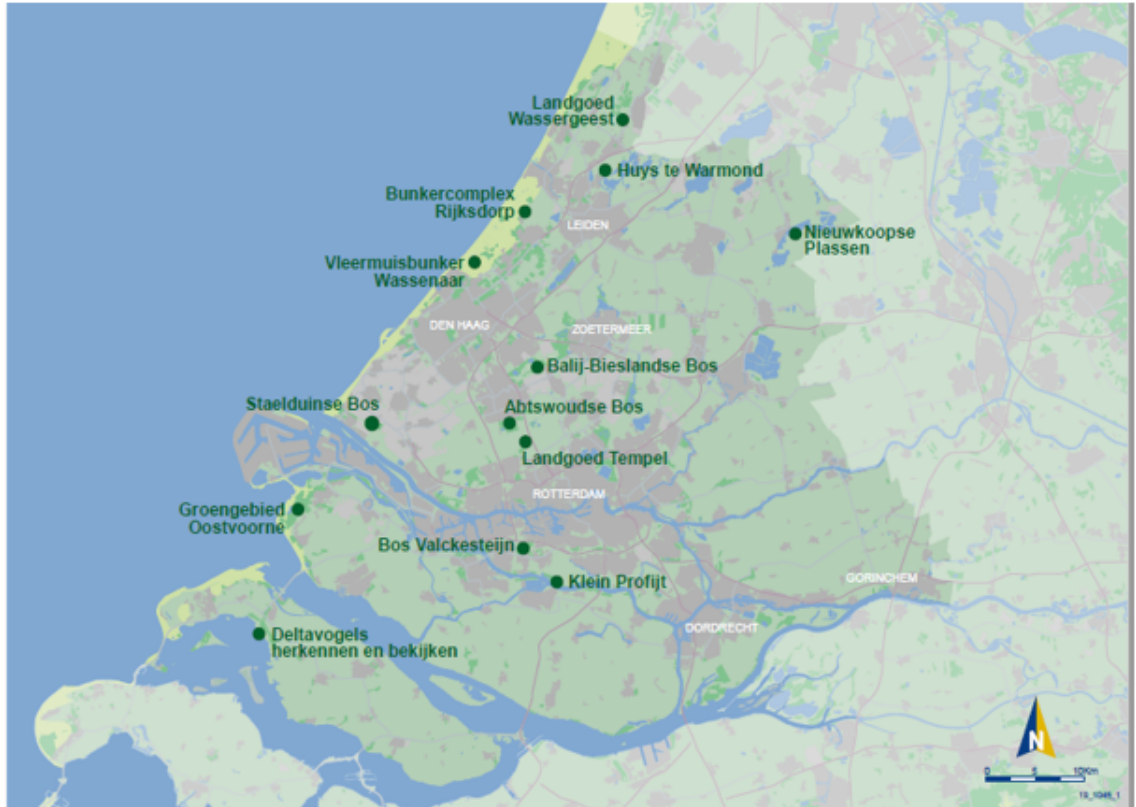 Landgoed
Wassergeest
Huys te Warmond
Bunkercomplex
Rijksdorp
LEIDEN
Nieuwkoopse
Plassen
Vleermuisbunker
Wassenaar
DEN HAAG
ZOETERMEER
Balij-Bieslandse Bos
Staelduinse Bos
Abtswoudse Bos
Landgoed Tempel
ROTTERDAM
Groengebied
Oostvoorne
Bos Valckesteijn
Klein Profijt
GORINCHEM
DORDRECHT
Deltavogels
herkennen en bekijken
N
0 5 10Km
19_1046_1